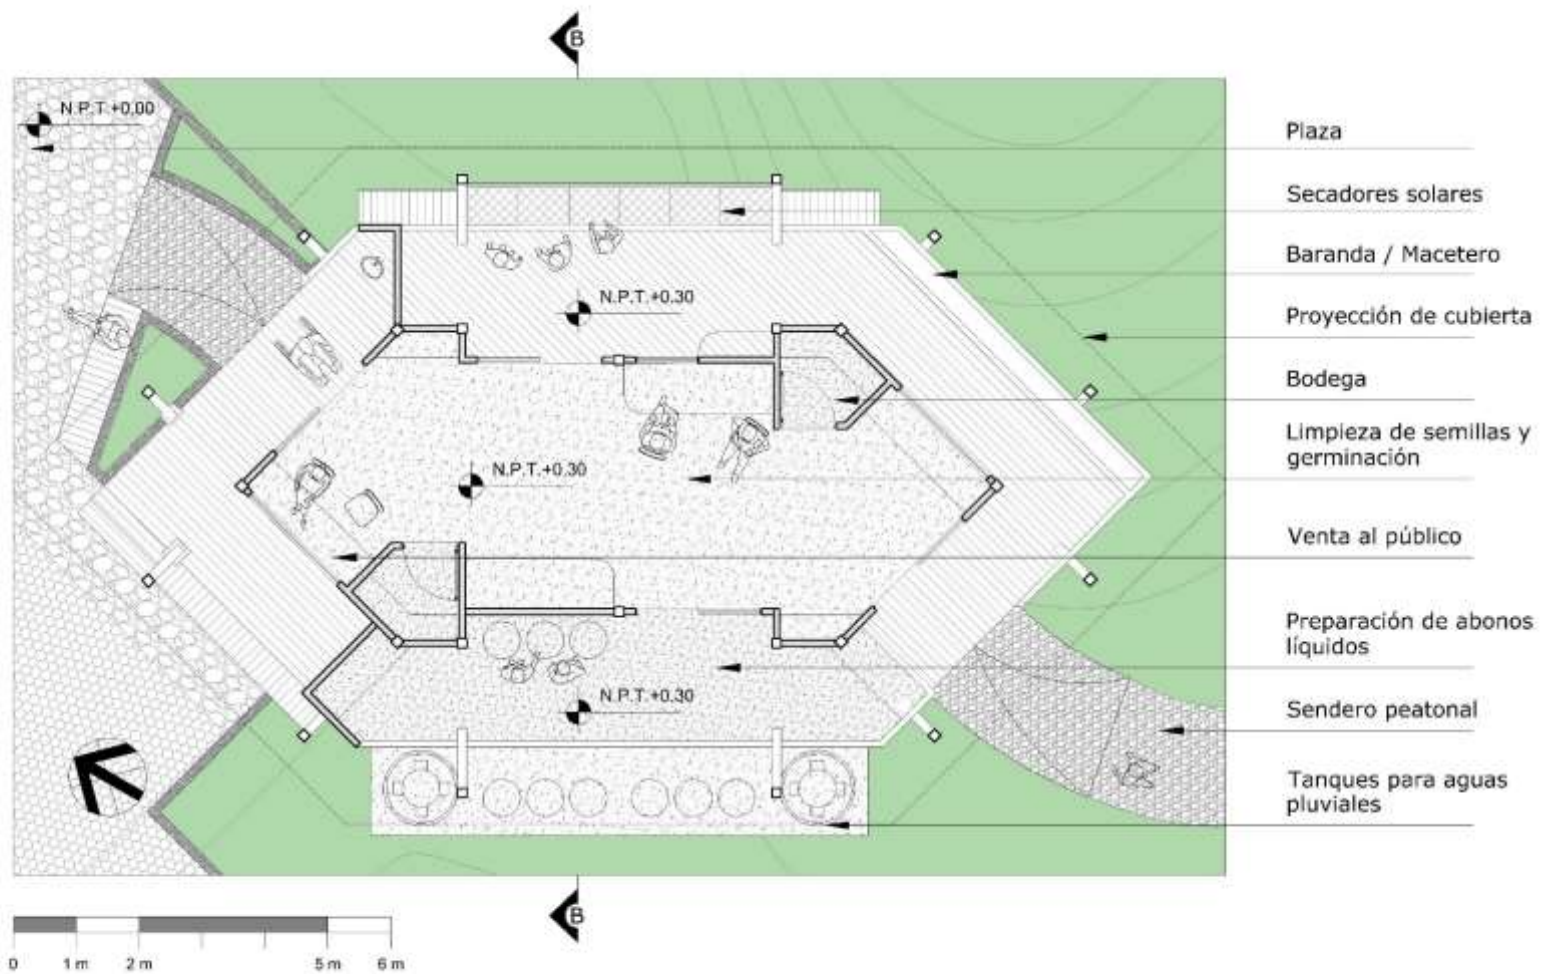 B
N.P.T.+0.00
Plaza
Secadores solares
Baranda / Macetero
N.P.T.+0.30
Proyección de cubierta
Bodega
Limpieza de semillas y
germinación
N.P.T.+0.30
Venta al público
Preparación de abonos
líquidos
N.P.T.+0.30
Sendero peatonal
Tanques para aguas
pluviales
B
0 1 m 2 m 5 m 6 m